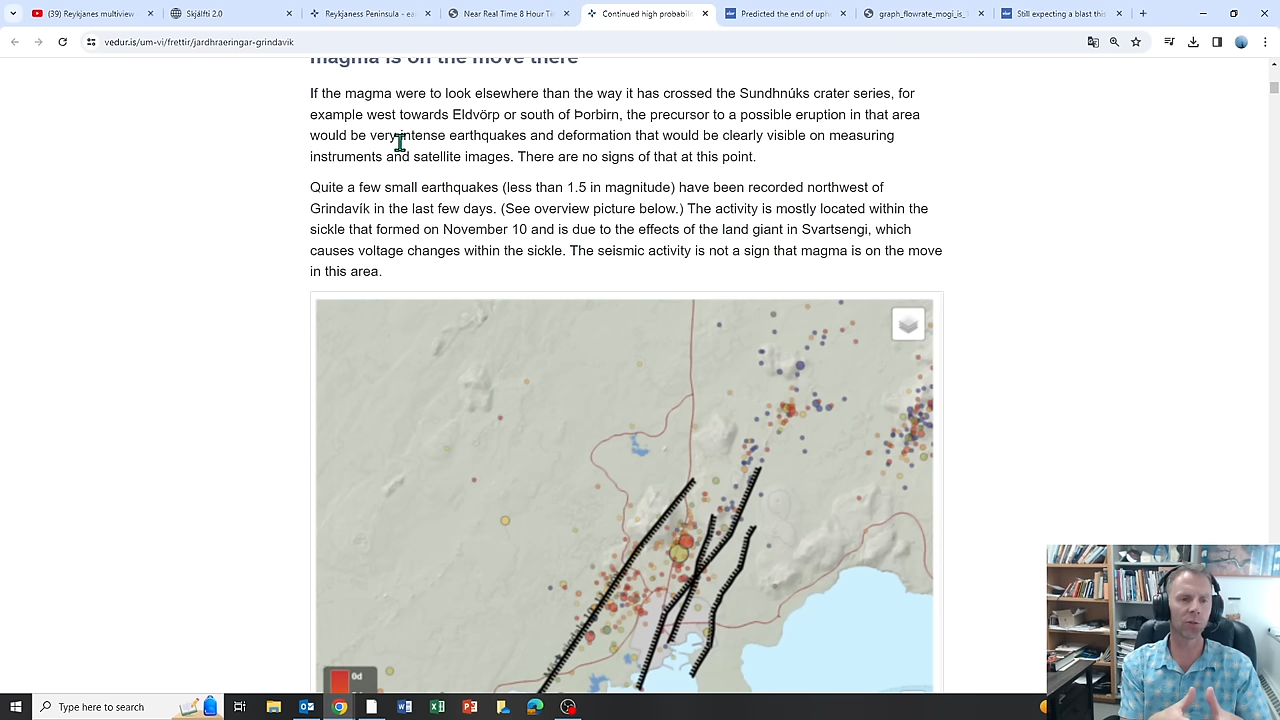 (39) Reykjanes multiview
Skjálfti 2.0
Reykjaness Peninsula - ea
Near Real Time 8 Hour Ti
Continued high probabilit
Predicted the end of uph
graph_flowrate_mogi_is_
Still expecting a blast this
vedur.is/um-vi/frettir/jardhraeringar-grindavik
magma is on the move there
If the magma were to look elsewhere than the way it has crossed the Sundhnúks crater series, for
example west towards Eldvörp or south of Þorbirn, the precursor to a possible eruption in that area
would be very intense earthquakes and deformation that would be clearly visible on measuring
instruments and satellite images. There are no signs of that at this point.
Quite a few small earthquakes (less than 1.5 in magnitude) have been recorded northwest of
Grindavík in the last few days. (See overview picture below.) The activity is mostly located within the
sickle that formed on November 10 and is due to the effects of the land giant in Svartsengi, which
causes voltage changes within the sickle. The seismic activity is not a sign that magma is on the move
in this area.
0d
Type here to search